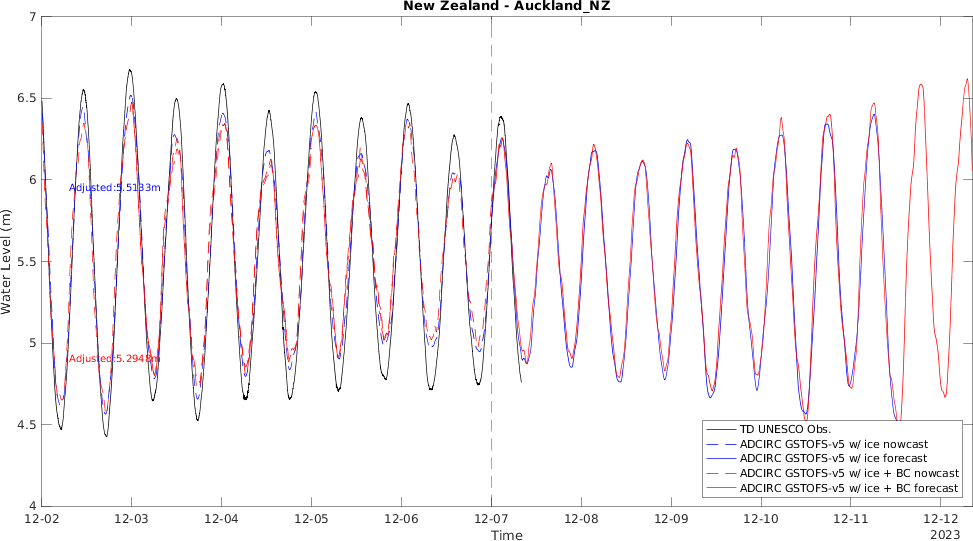 New Zealand - Auckland_NZ
7
6.5
6
5.5
5
4.5
4
Water Level (m)
Adjusted:5.5133m
Adjusted:5.2948m
TD UNESCO Obs.
ADCIRC GSTOFS-v5 w/ ice nowcast
ADCIRC GSTOFS-v5 w/ ice forecast
ADCIRC GSTOFS-v5 w/ ice + BC nowcast
ADCIRC GSTOFS-v5 w/ ice + BC forecast
12-02 12-03 12-04 12-05 12-06 12-07 12-08 12-09 12-10 12-11 12-12
2023
Time